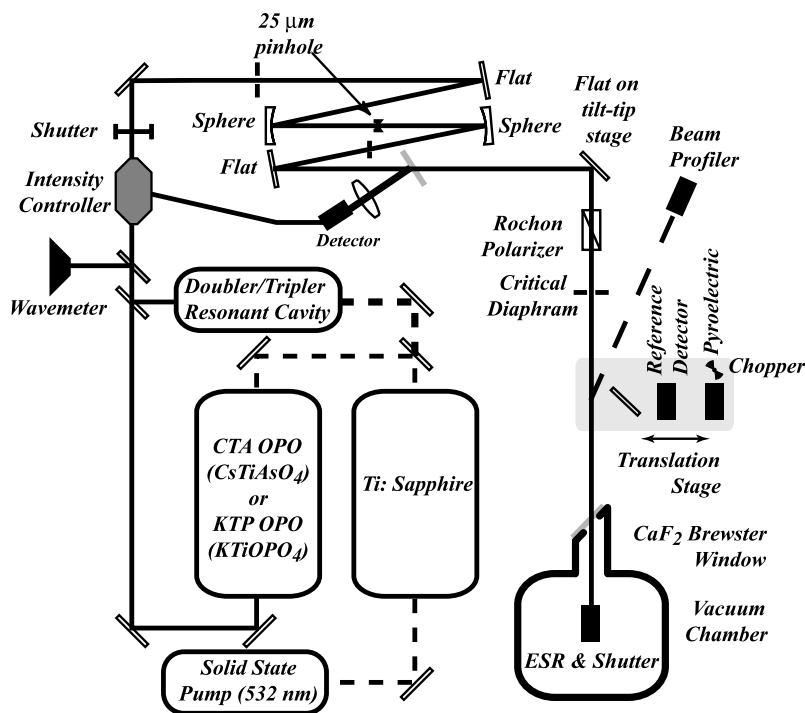 25 μm
pinhole
Flat
Flat on
tilt-tip
stage
Shutter
Sphere
Sphere
Beam
Profiler
Flat
Intensity
Controller
Detector
Rochon
Polarizer
Wavemeter
Doubler/Tripler
Resonant Cavity
Critical
Diaphram
Reference
Detector
Pyroelectric
Chopper
CTA OPO
(CsTiAsO4)
or
KTP OPO
(KTiOPO4)
Ti: Sapphire
Translation
Stage
CaF2 Brewster
Window
Vacuum
Chamber
ESR & Shutter
Solid State
Pump (532 nm)